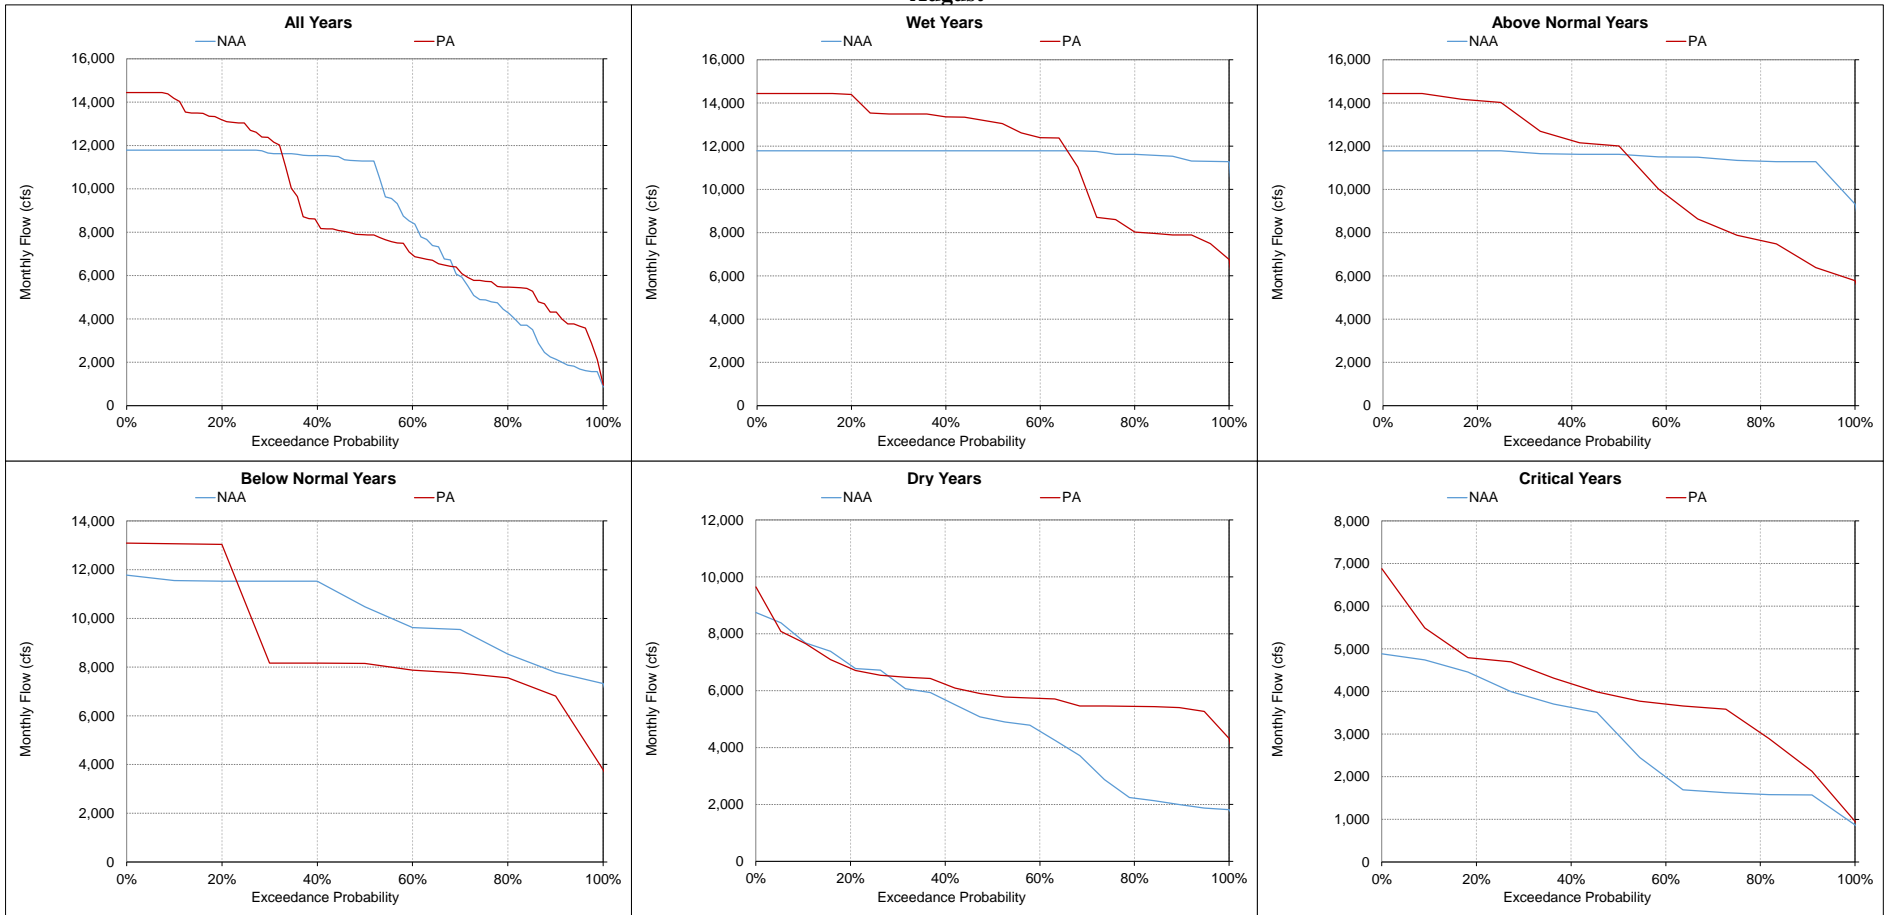 August
All Years
NAA PA
16,000
14,000
12,000
10,000
8,000
6,000
4,000
2,000
0
Monthly Flow (cfs)
0% 20% 40% 60% 80% 100%
Exceedance Probability
Wet Years
NAA PA
16,000
14,000
12,000
10,000
8,000
6,000
4,000
2,000
0
Monthly Flow (cfs)
0% 20% 40% 60% 80% 100%
Exceedance Probability
Above Normal Years
NAA PA
16,000
14,000
12,000
10,000
8,000
6,000
4,000
2,000
0
Monthly Flow (cfs)
0% 20% 40% 60% 80% 100%
Exceedance Probability
Below Normal Years
NAA PA
14,000
12,000
10,000
8,000
6,000
4,000
2,000
0
Monthly Flow (cfs)
0% 20% 40% 60% 80% 100%
Exceedance Probability
Dry Years
NAA PA
12,000
10,000
8,000
6,000
4,000
2,000
0
Monthly Flow (cfs)
0% 20% 40% 60% 80% 100%
Exceedance Probability
Critical Years
NAA PA
8,000
7,000
6,000
5,000
4,000
3,000
2,000
1,000
0
Monthly Flow (cfs)
0% 20% 40% 60% 80% 100%
Exceedance Probability